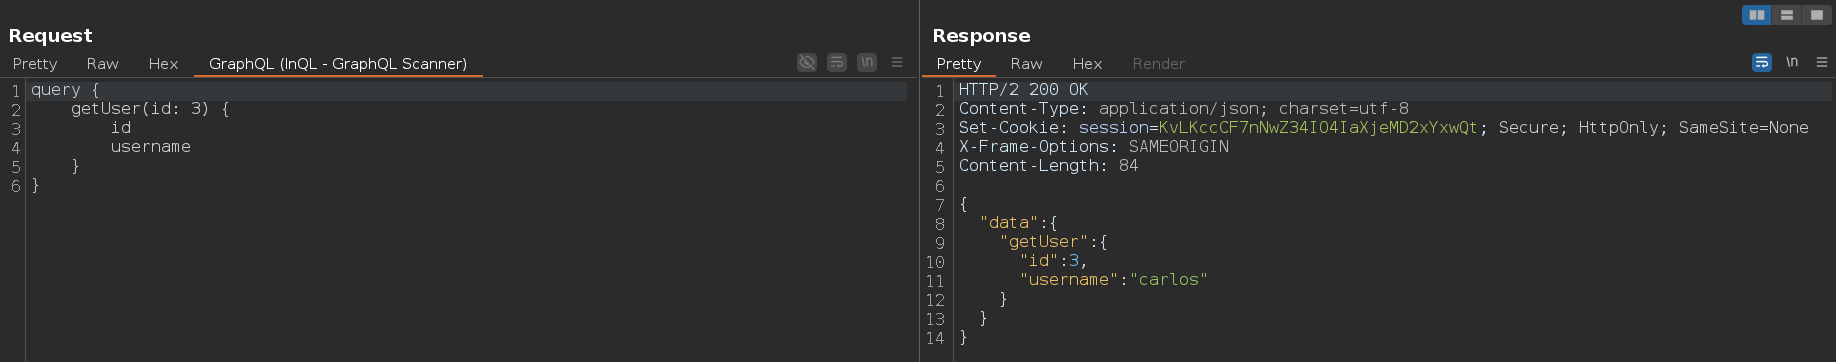 Request
Pretty Raw Hex GraphQL (InQL - GraphQL Scanner) \n
1 query {
2     getUser(id: 3) {
3         id
4         username
5     }
6 }
Response
Pretty Raw Hex Render \n
1 HTTP/2 200 OK
2 Content-Type: application/json; charset=utf-8
3 Set-Cookie: session=KvLKccCF7nNwZ34IO4IaXjeMD2xYxwQt; Secure; HttpOnly; SameSite=None
4 X-Frame-Options: SAMEORIGIN
5 Content-Length: 84
6
7 {
8   "data":{
9     "getUser":{
10       "id":3,
11       "username":"carlos"
12     }
13   }
14 }